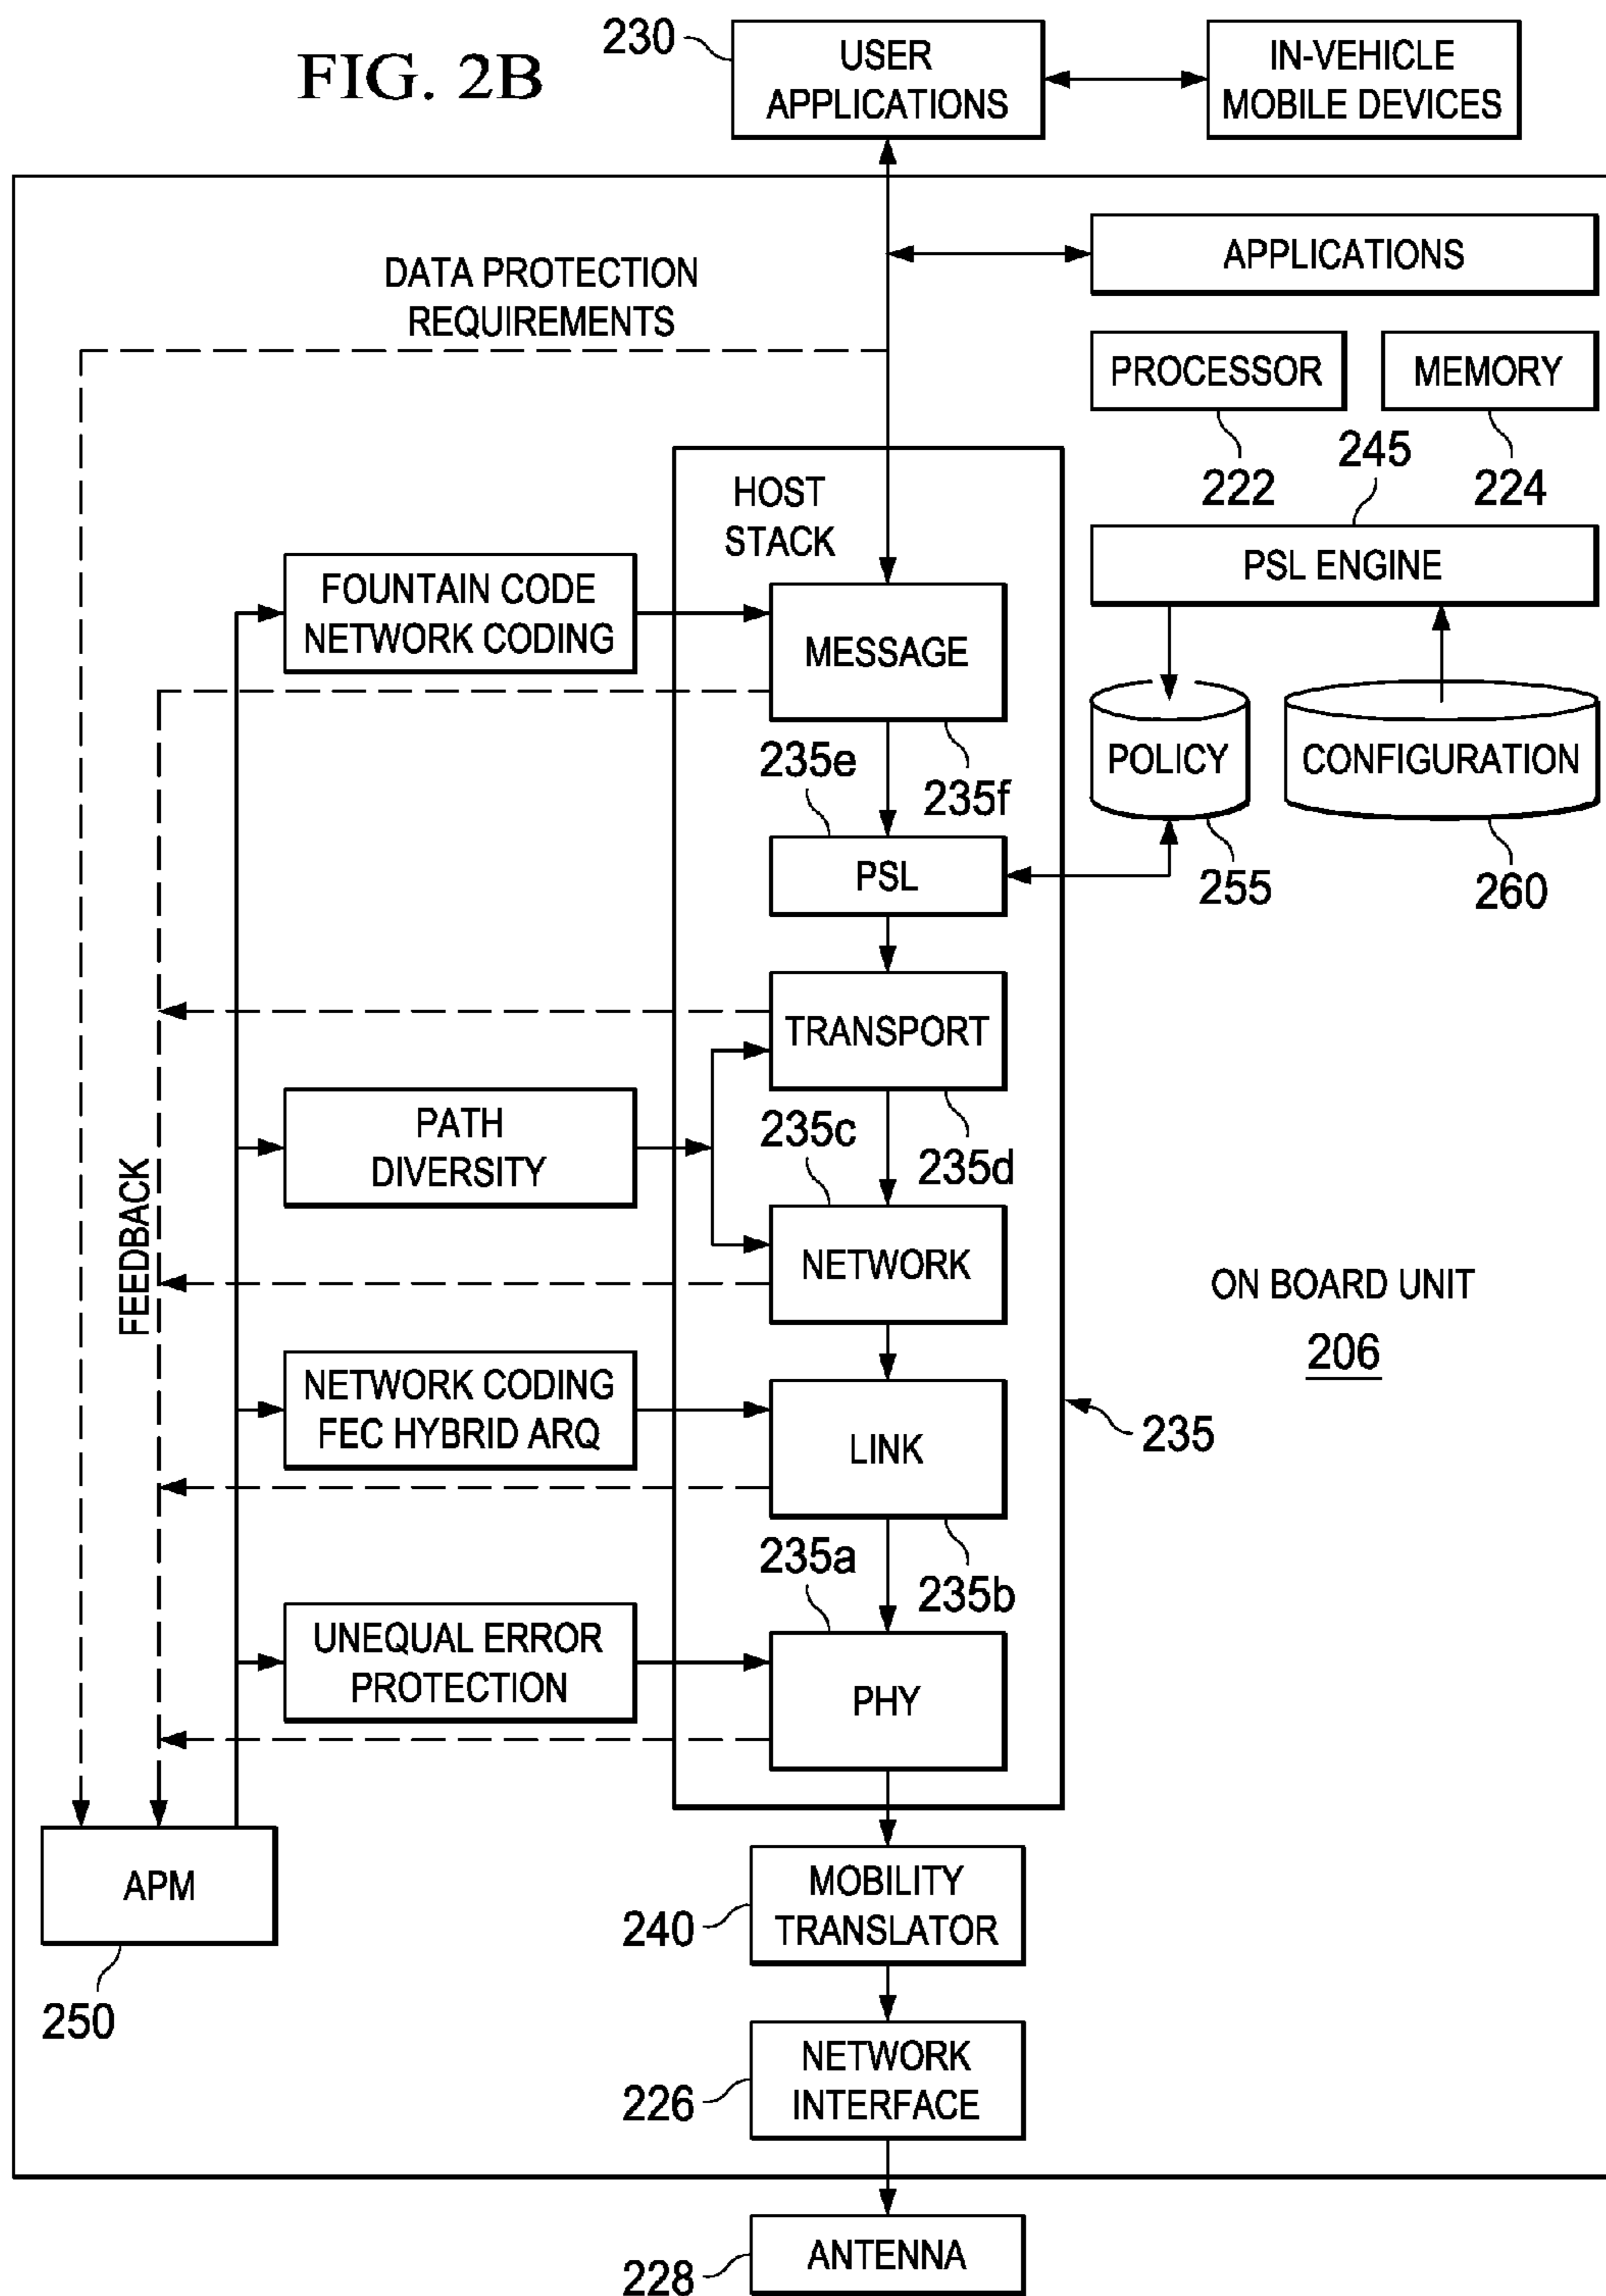 FIG. 2B
230
USER
APPLICATIONS
IN-VEHICLE
MOBILE DEVICES
APPLICATIONS
DATA PROTECTION
REQUIREMENTS
PROCESSOR
MEMORY
222
245
224
HOST
STACK
PSL ENGINE
FOUNTAIN CODE
NETWORK CODING
MESSAGE
235e
235f
POLICY
CONFIGURATION
PSL
255
260
TRANSPORT
PATH
DIVERSITY
235c
235d
FEEDBACK
NETWORK
ON BOARD UNIT
206
NETWORK CODING
FEC HYBRID ARQ
LINK
235
235a
235b
UNEQUAL ERROR
PROTECTION
PHY
APM
250
MOBILITY
TRANSLATOR
240
NETWORK
INTERFACE
226
ANTENNA
228